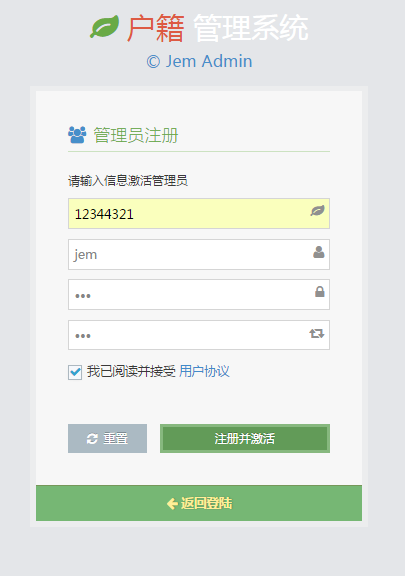 户籍 管理系统
© Jem Admin
管理员注册
请输入信息激活管理员
12344321
jem
•••
•••
我已阅读并接受 用户协议
重置 注册并激活
返回登陆